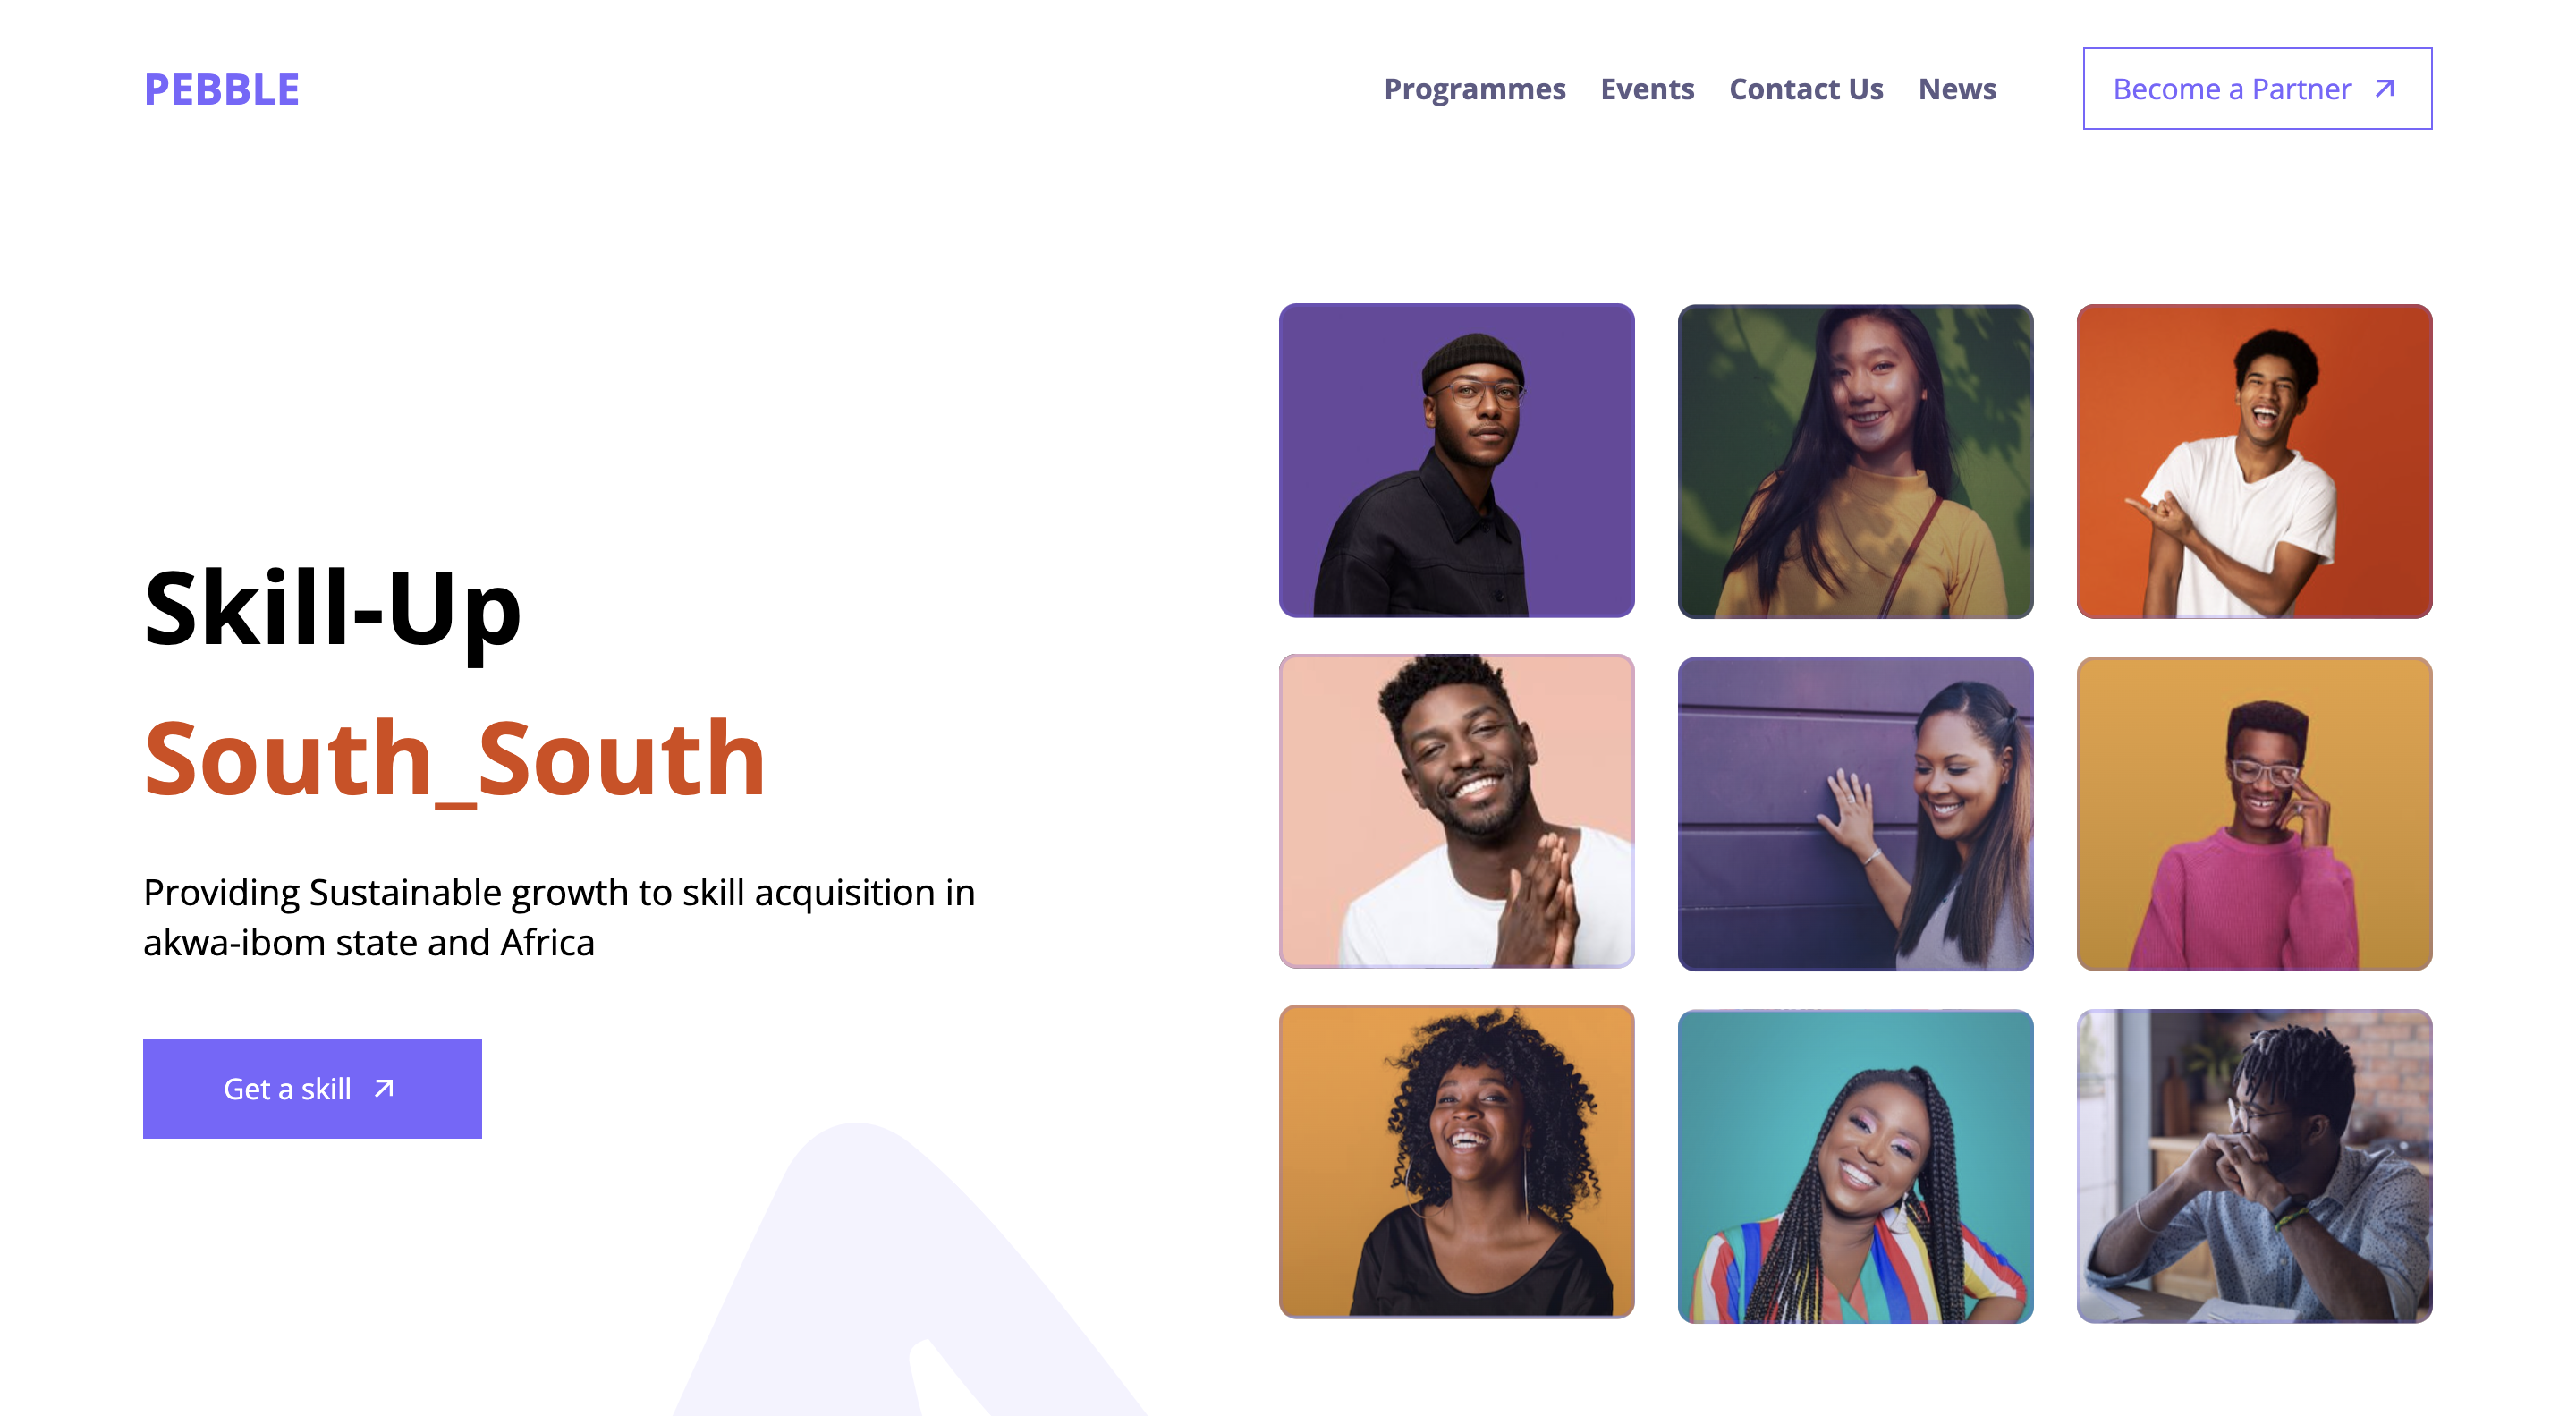 PEBBLE
Programmes Events Contact Us News Become a Partner
Skill-Up
South_South
Providing Sustainable growth to skill acquisition in
akwa-ibom state and Africa
Get a skill